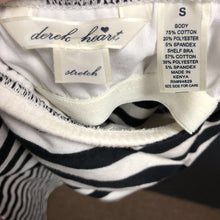 derek heart
stretch
S
BODY
75% COTTON
20% POLYESTER
5% SPANDEX
SHELF BRA
57% COTTON
38% POLYESTER
5% SPANDEX
MADE IN
KENYA
SEE SIDE FOR CARE